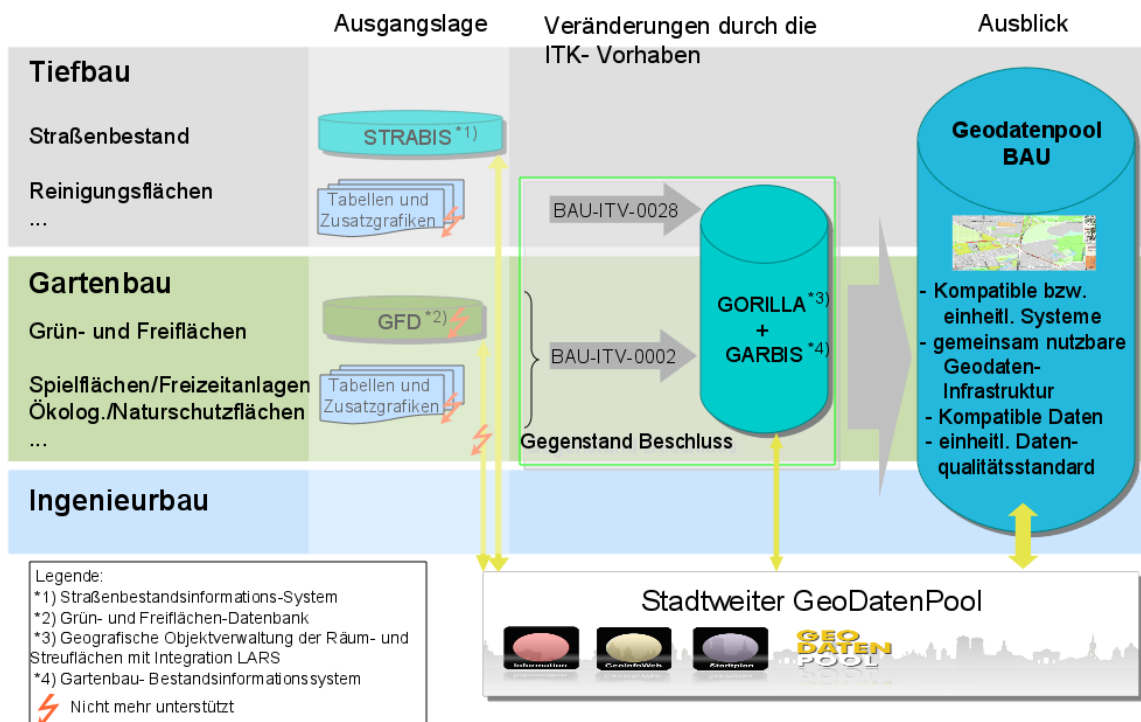 Ausgangslage
Veränderungen durch die
ITK- Vorhaben
Ausblick
Tiefbau
Straßenbestand
STRABIS *1)
Reinigungsflächen
...
Tabellen und
Zusatzgrafiken
BAU-ITV-0028
Geodatenpool
BAU
Gartenbau
Grün- und Freiflächen
GFD *2)
Spielflächen/Freizeitanlagen
Ökolog./Naturschutzflächen
...
Tabellen und
Zusatzgrafiken
BAU-ITV-0002
GORILLA *3)
+
GARBIS *4)
Gegenstand Beschluss
- Kompatible bzw.
einheitl. Systeme
- gemeinsam nutzbare
Geodaten-
Infrastruktur
- Kompatible Daten
- einheitl. Daten-
qualitätsstandard
Ingenieurbau
Legende:
*1) Straßenbestandsinformations-System
*2) Grün- und Freiflächen-Datenbank
*3) Geografische Objektverwaltung der Räum- und
Streuflächen mit Integration LARS
*4) Gartenbau- Bestandsinformationssystem
Nicht mehr unterstützt
Stadtweiter GeoDatenPool
Information
GeoInfoWeb
Stadtplan
GEO
DATEN
POOL